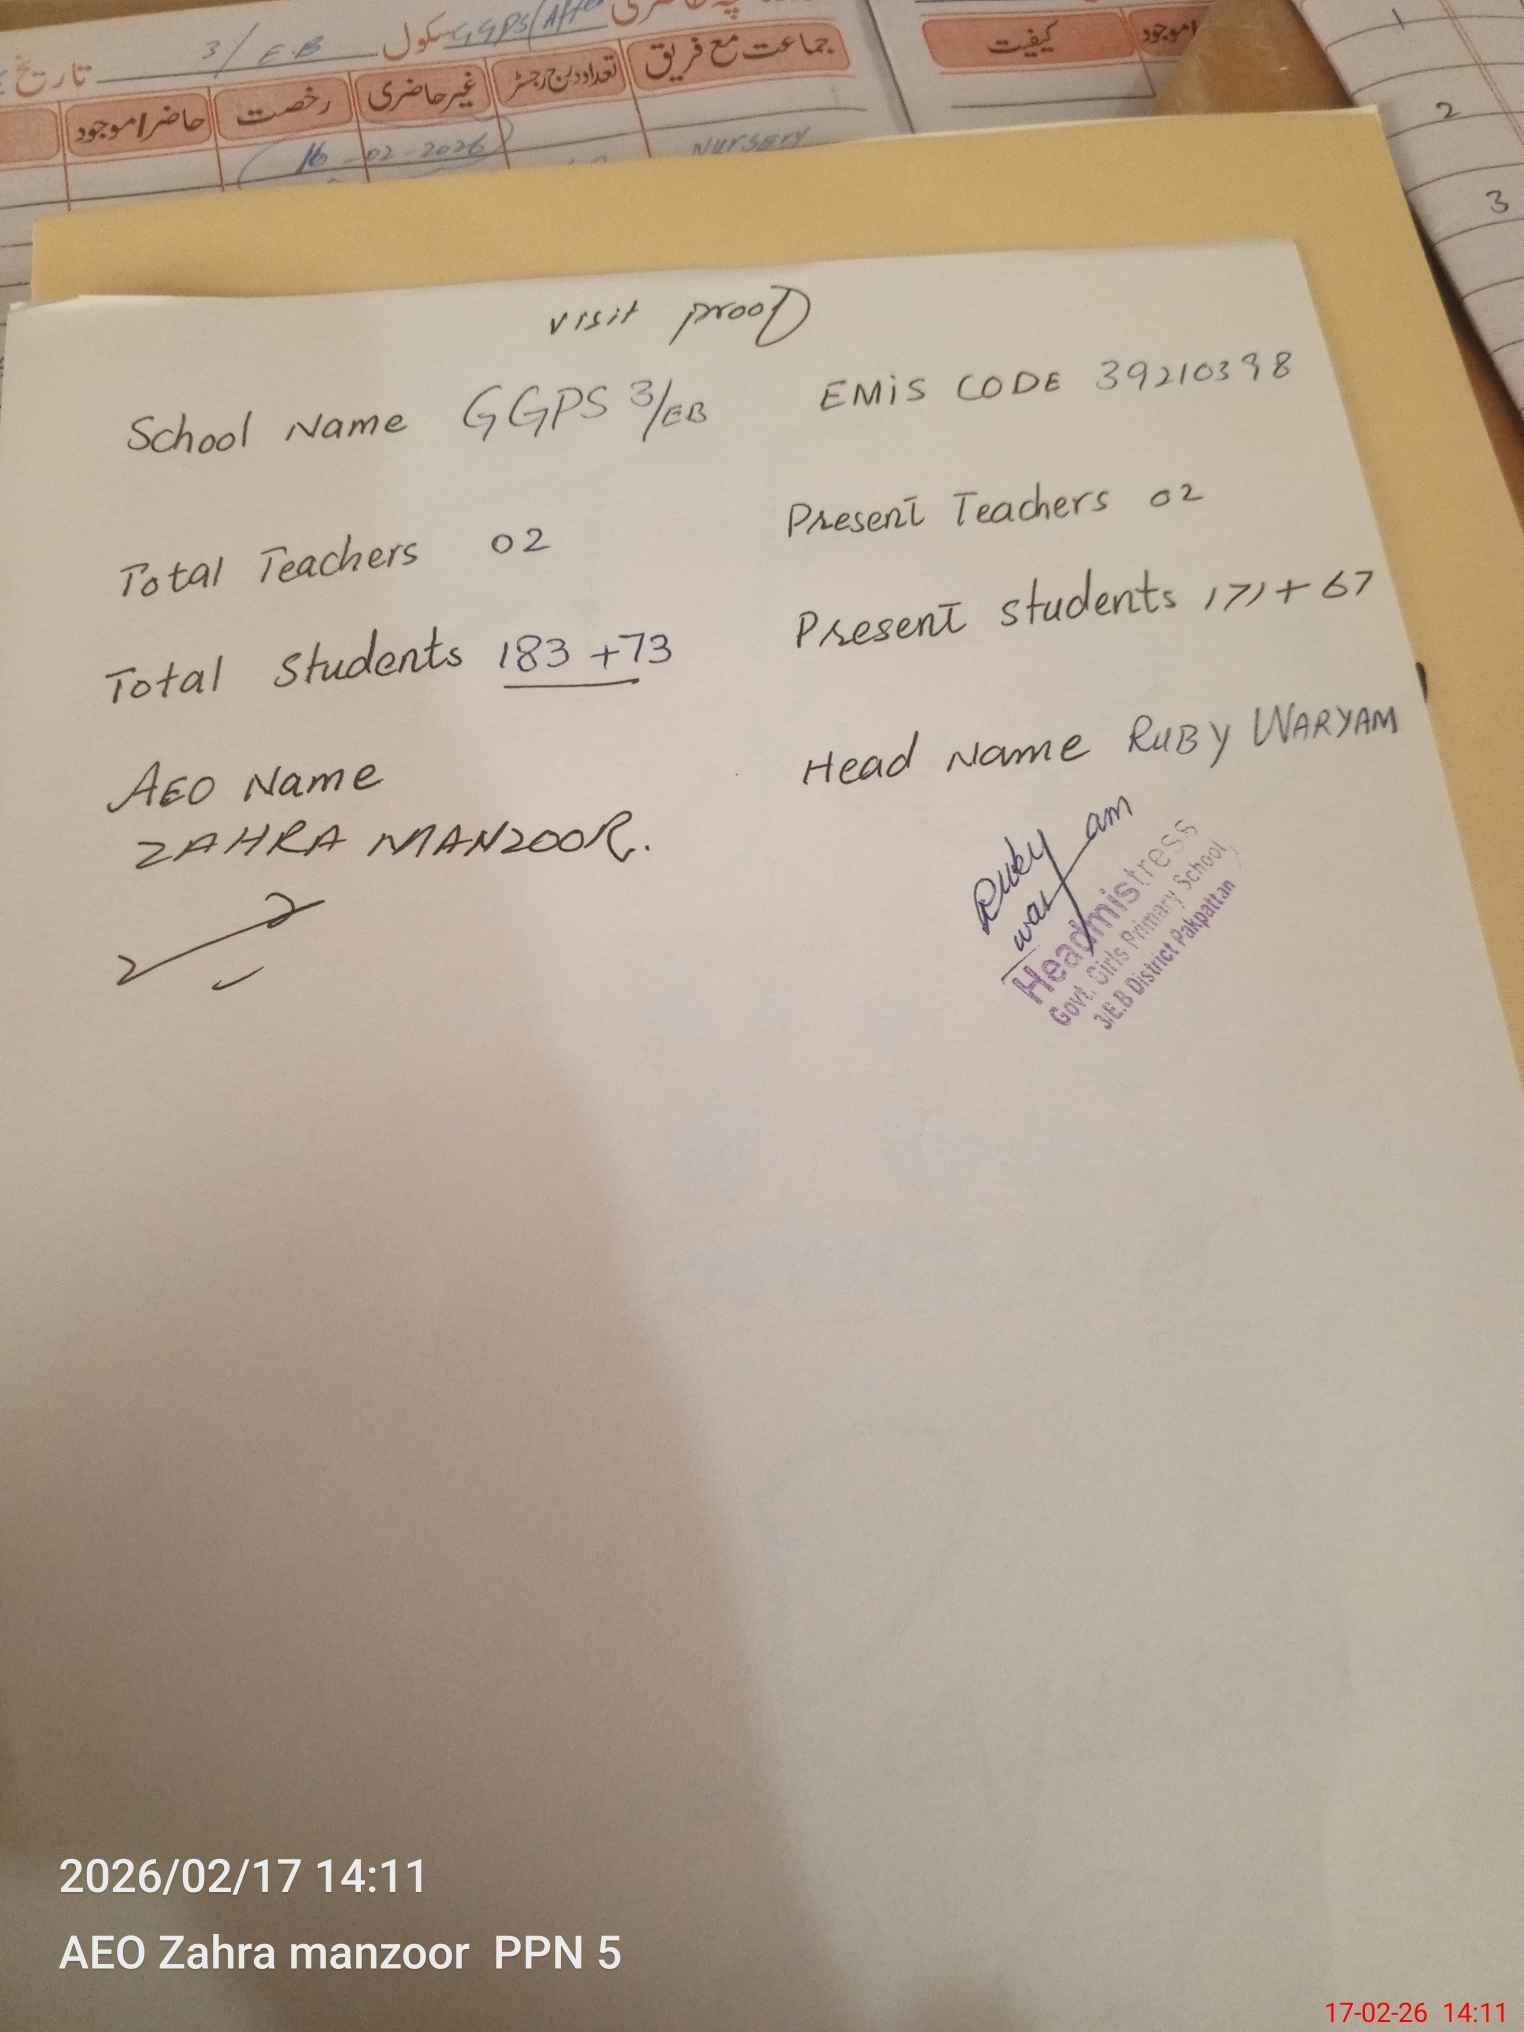 3/E.B سکول GGPS
تاریخ
کیفیت
موجود
جماعت مع فریق
تعداد درج رجسٹر
غیر حاضری
رخصت
حاضر/موجود
16-02-2026
NURSERY
1
2
3
visit proof
School Name GGPS 3/EB
EMiS CODE 39210398
Total Teachers 02
Present Teachers 02
Total Students 183 +73
Present students 171+67
AEO Name
ZAHRA MANZOOR.
Head Name RUBY WARYAM
Ruby
waryam
Headmistress
Govt. Girls Primary School
3/E.B District Pakpattan
2026/02/17 14:11
AEO Zahra manzoor PPN 5
17-02-26 14:11